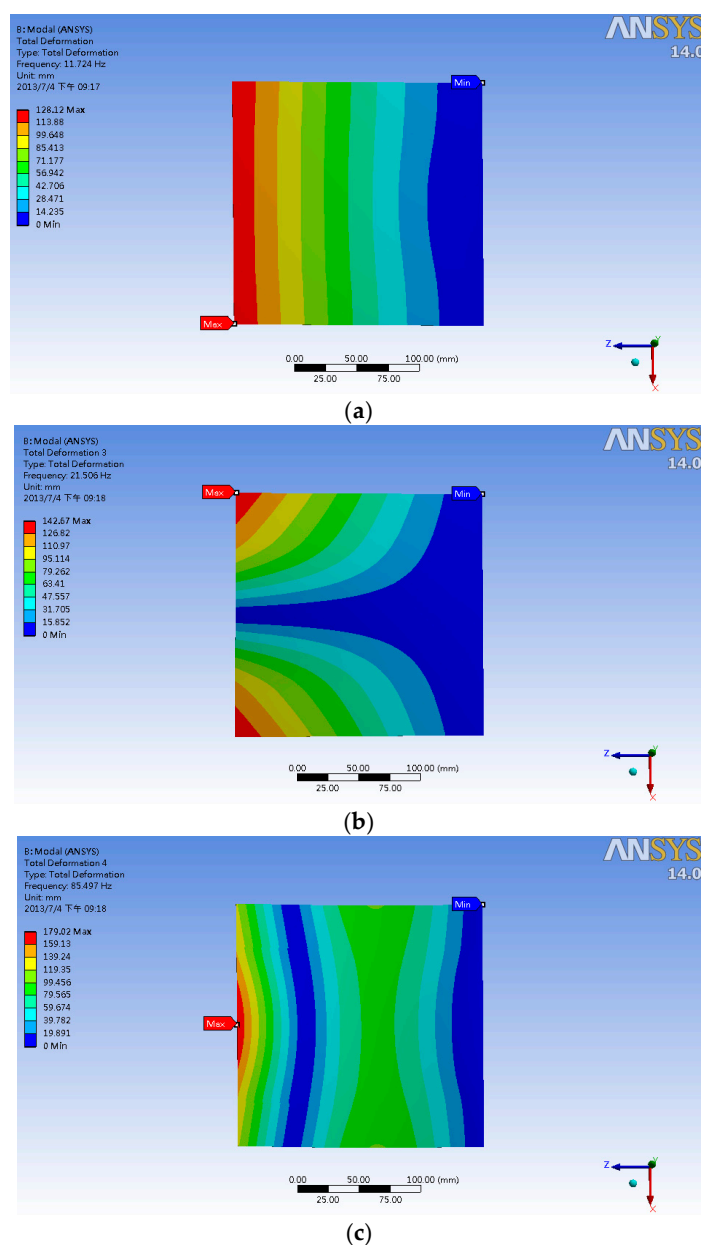 B: Modal (ANSYS)
Total Deformation
Type: Total Deformation
Frequency: 11.724 Hz
Unit: mm
2013/7/4 下午 09:17
ANSYS
14.0
128.12 Max
113.88
99.648
85.413
71.177
56.942
42.706
28.471
14.235
0 Min
Min
Max
0.00 50.00 100.00 (mm)
25.00 75.00
Z Y
X
(a)
B: Modal (ANSYS)
Total Deformation 3
Type: Total Deformation
Frequency: 21.506 Hz
Unit: mm
2013/7/4 下午 09:18
ANSYS
14.0
142.67 Max
126.82
110.97
95.114
79.262
63.41
47.557
31.705
15.852
0 Min
Max
Min
0.00 50.00 100.00 (mm)
25.00 75.00
Z Y
X
(b)
B: Modal (ANSYS)
Total Deformation 4
Type: Total Deformation
Frequency: 85.497 Hz
Unit: mm
2013/7/4 下午 09:18
ANSYS
14.0
179.02 Max
159.13
139.24
119.35
99.456
79.565
59.674
39.782
19.891
0 Min
Min
Max
0.00 50.00 100.00 (mm)
25.00 75.00
Z Y
X
(c)